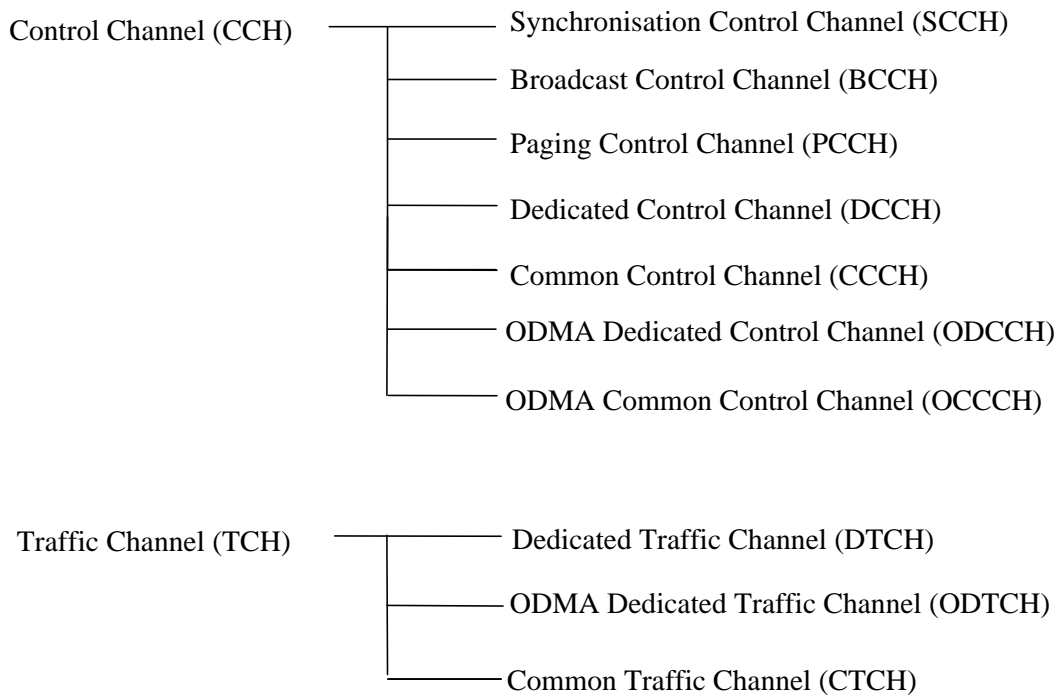 Control Channel (CCH)
Synchronisation Control Channel (SCCH)
Broadcast Control Channel (BCCH)
Paging Control Channel (PCCH)
Dedicated Control Channel (DCCH)
Common Control Channel (CCCH)
ODMA Dedicated Control Channel (ODCCH)
ODMA Common Control Channel (OCCCH)
Traffic Channel (TCH)
Dedicated Traffic Channel (DTCH)
ODMA Dedicated Traffic Channel (ODTCH)
Common Traffic Channel (CTCH)